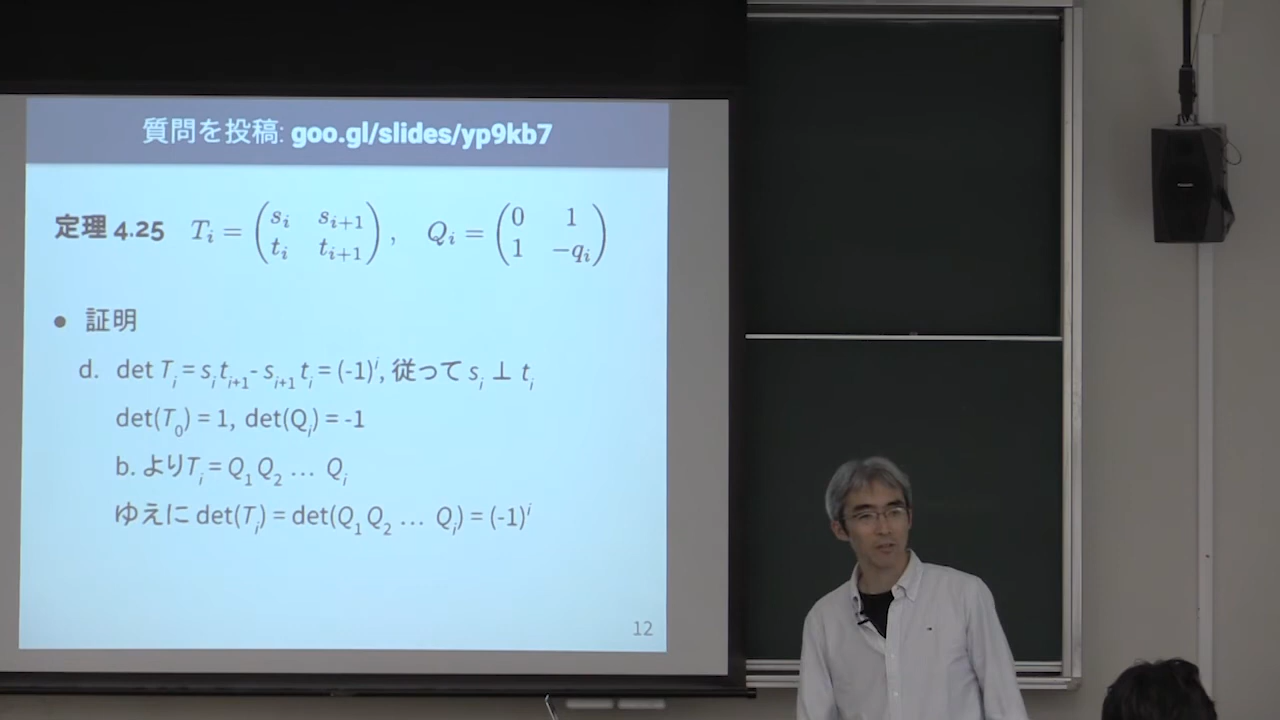 質問を投稿: goo.gl/slides/yp9kb7
定理 4.25 T_i = \begin{pmatrix} s_i & s_{i+1} \\ t_i & t_{i+1} \end{pmatrix}, Q_i = \begin{pmatrix} 0 & 1 \\ 1 & -q_i \end{pmatrix}
● 証明
d. det T_i = s_i t_{i+1} - s_{i+1} t_i = (-1)^i, 従って s_i ⊥ t_i
det(T_0) = 1, det(Q_i) = -1
b. より T_i = Q_1 Q_2 … Q_i
ゆえに det(T_i) = det(Q_1 Q_2 … Q_i) = (-1)^i
12